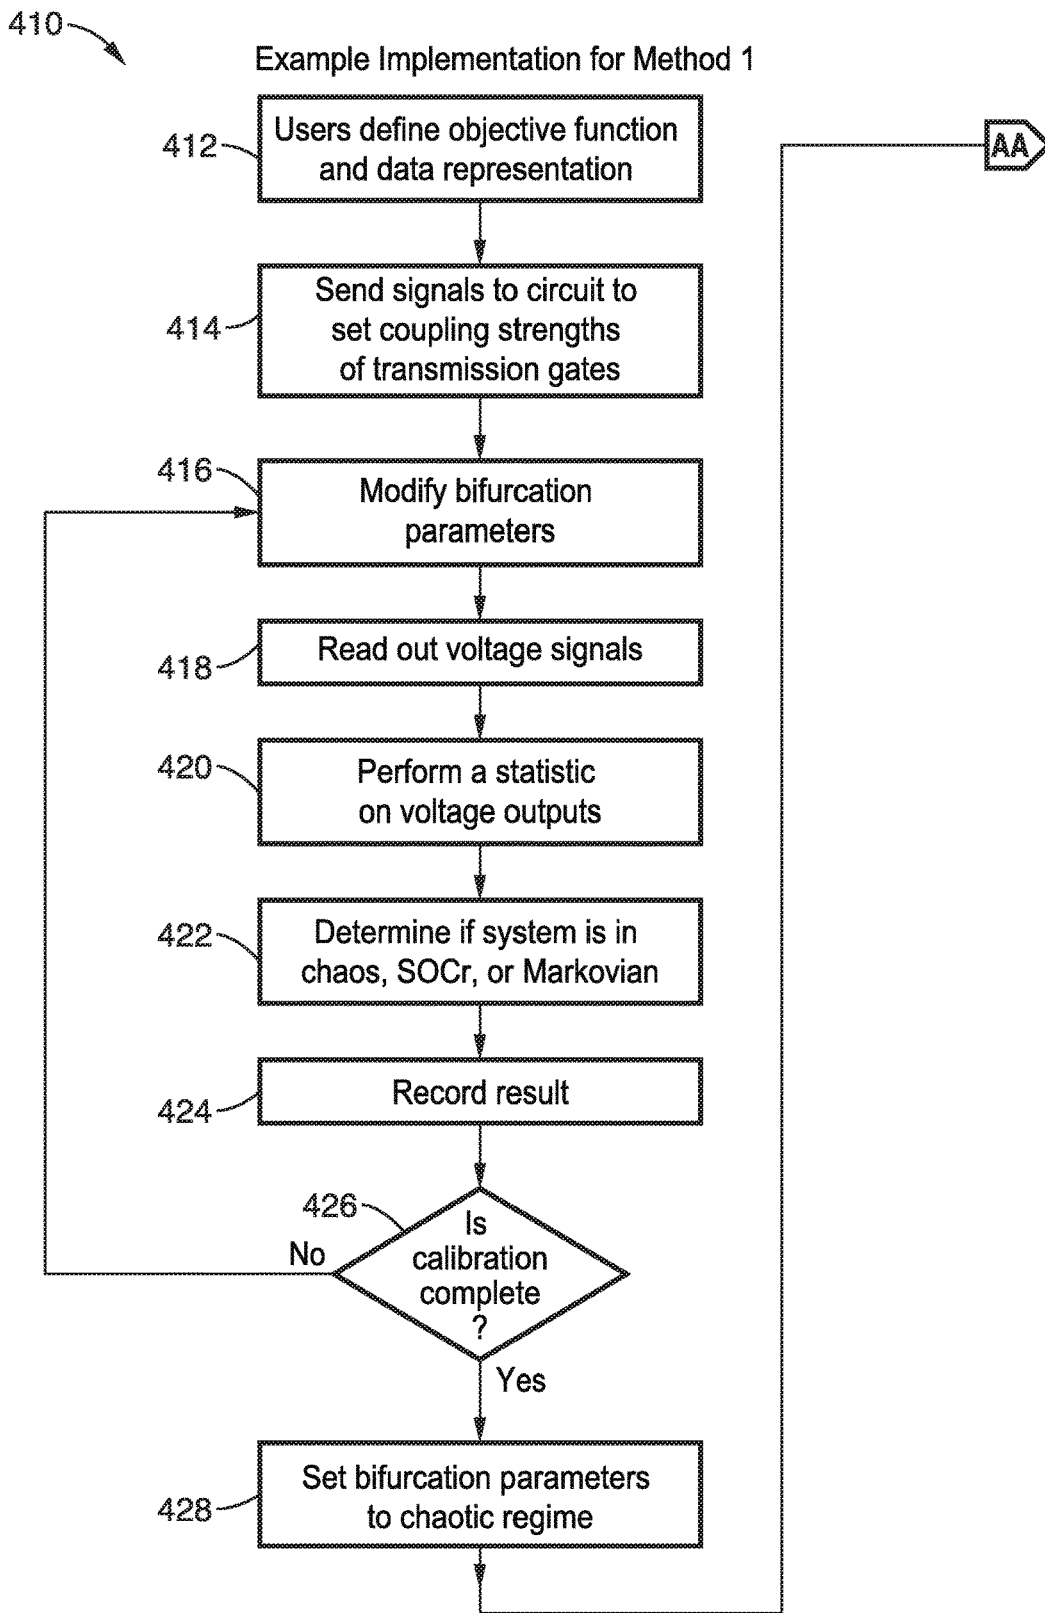 410
Example Implementation for Method 1
412
Users define objective function
and data representation
AA
414
Send signals to circuit to
set coupling strengths
of transmission gates
416
Modify bifurcation
parameters
418
Read out voltage signals
420
Perform a statistic
on voltage outputs
422
Determine if system is in
chaos, SOCr, or Markovian
424
Record result
426
Is
calibration
complete
?
No
Yes
428
Set bifurcation parameters
to chaotic regime